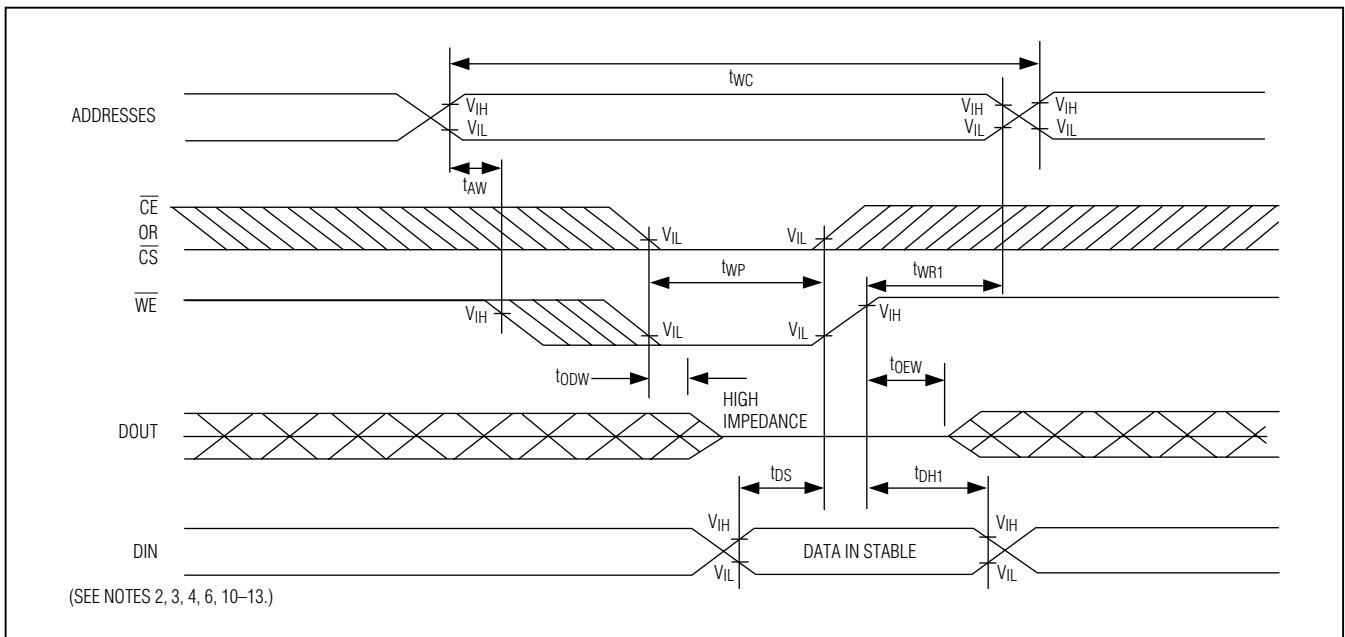 tWC
ADDRESSES
VIH
VIL
VIH
VIL
VIH
VIL
tAW
CE
OR
CS
VIL
VIL
tWP
tWR1
WE
VIH
VIL
VIL
VIH
tODW
tOEW
HIGH
IMPEDANCE
DOUT
tDS
tDH1
DIN
VIH
VIL
DATA IN STABLE
VIH
VIL
(SEE NOTES 2, 3, 4, 6, 10–13.)